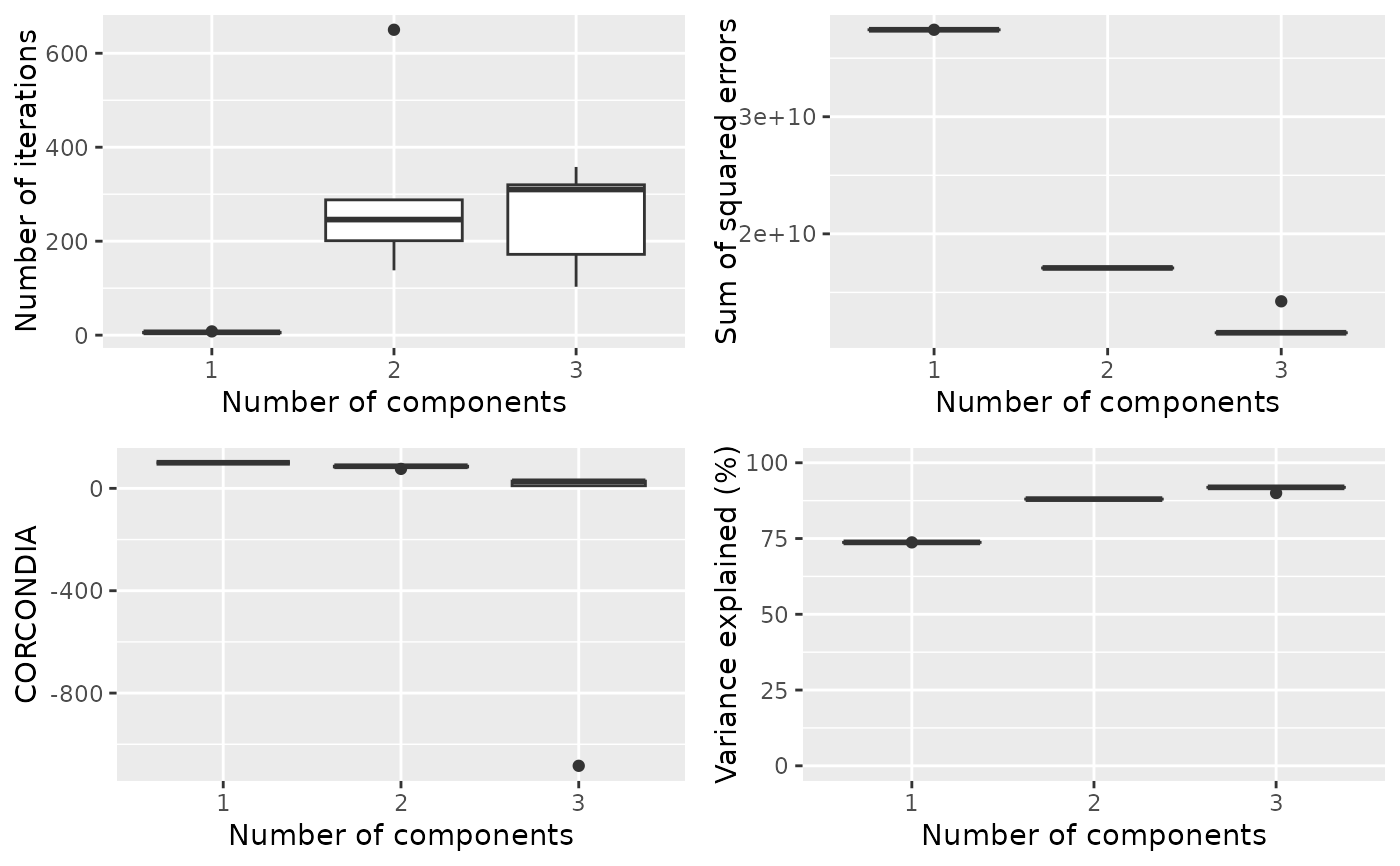 Number of iterations
600
400
200
0
1 2 3
Number of components
Sum of squared errors
3e+10
2e+10
1 2 3
Number of components
CORCONDIA
0
-400
-800
1 2 3
Number of components
Variance explained (%)
100
75
50
25
0
1 2 3
Number of components